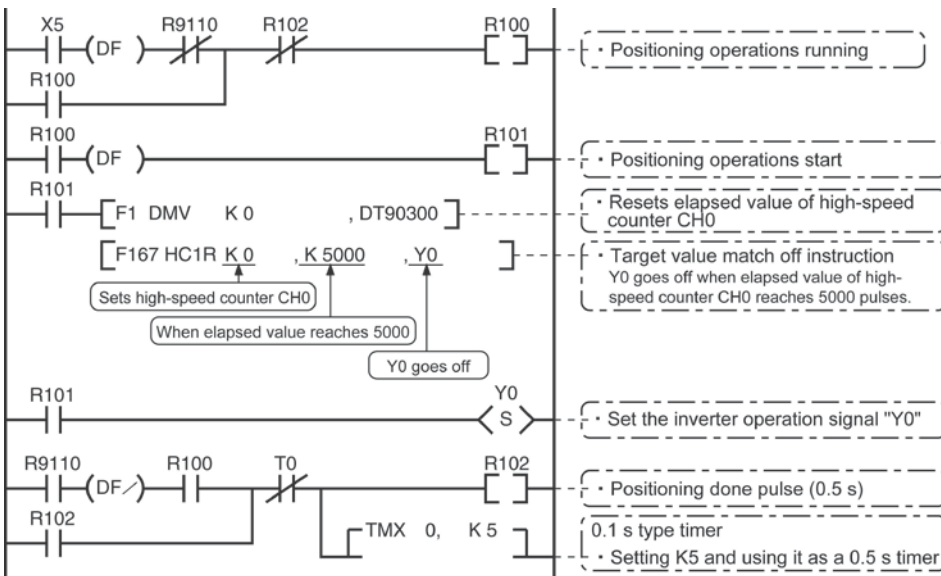 X5 R9110 R102 R100
(DF)
· Positioning operations running
R100
R100 R101
(DF)
· Positioning operations start
R101
F1 DMV K 0 , DT90300
· Resets elapsed value of high-speed
counter CH0
F167 HC1R K 0 , K 5000 , Y0
· Target value match off instruction
Y0 goes off when elapsed value of high-
speed counter CH0 reaches 5000 pulses.
Sets high-speed counter CH0
When elapsed value reaches 5000
Y0 goes off
R101 Y0
S
· Set the inverter operation signal "Y0"
R9110 R100 T0 R102
(DF/)
· Positioning done pulse (0.5 s)
R102
TMX 0, K 5
0.1 s type timer
· Setting K5 and using it as a 0.5 s timer